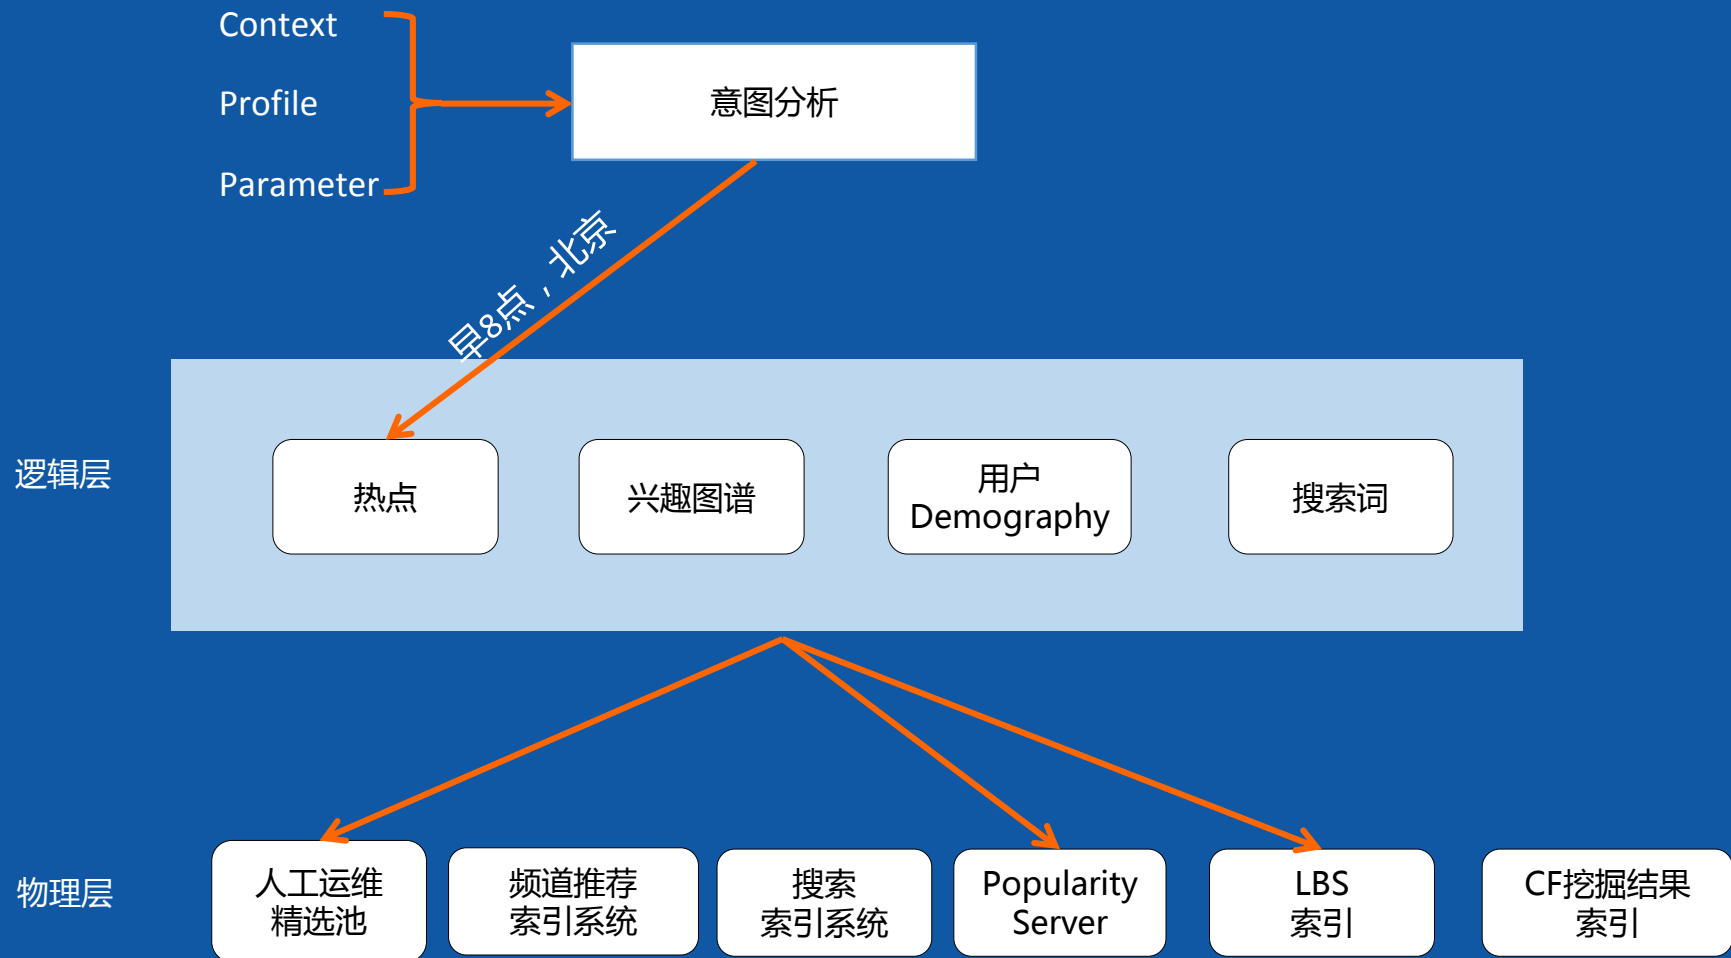 Context
Profile
Parameter
意图分析
早8点，北京
逻辑层
热点
兴趣图谱
用户
Demography
搜索词
物理层
人工运维
精选池
频道推荐
索引系统
搜索
索引系统
Popularity
Server
LBS
索引
CF挖掘结果
索引